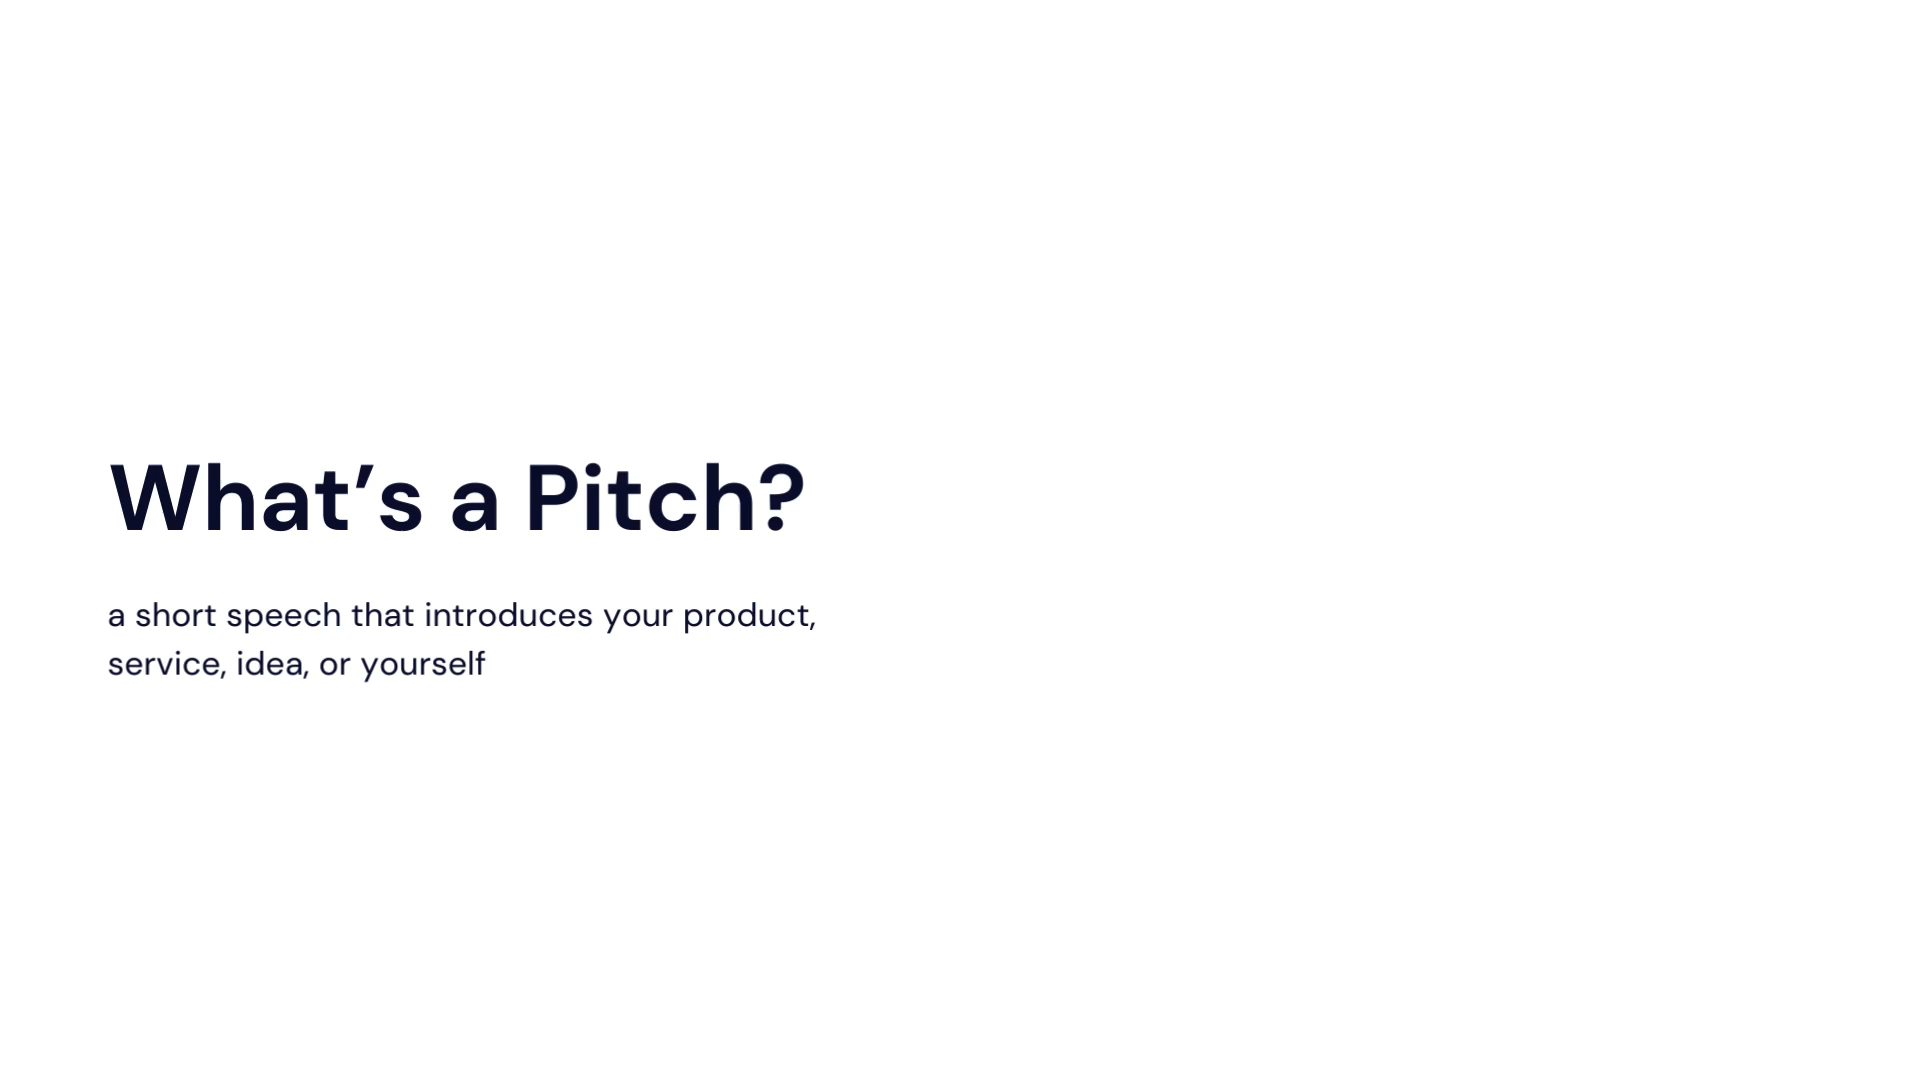 What’s a Pitch?
a short speech that introduces your product,
service, idea, or yourself